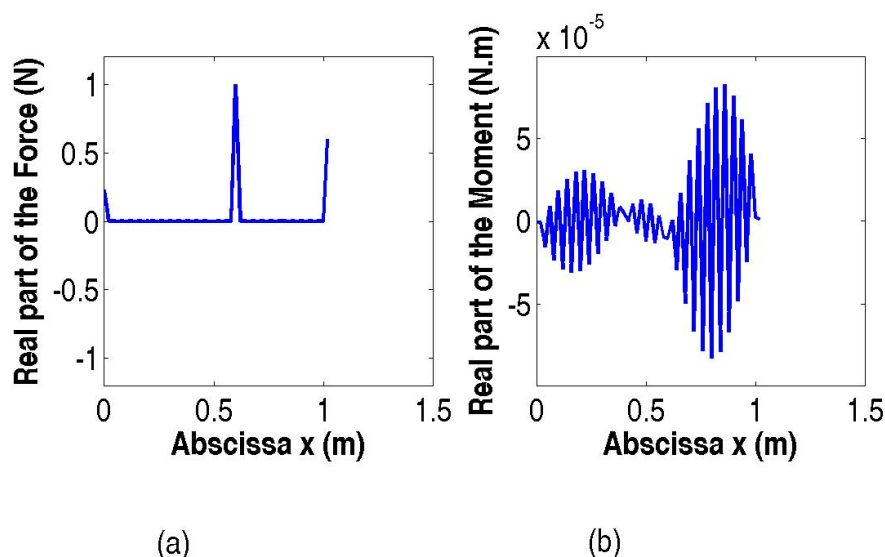 Real part of the Force (N)
1
0.5
0
-0.5
-1
0
0.5
1
1.5
Abscissa x (m)
(a)
x 10-5
Real part of the Moment (N.m)
5
0
-5
0
0.5
1
1.5
Abscissa x (m)
(b)